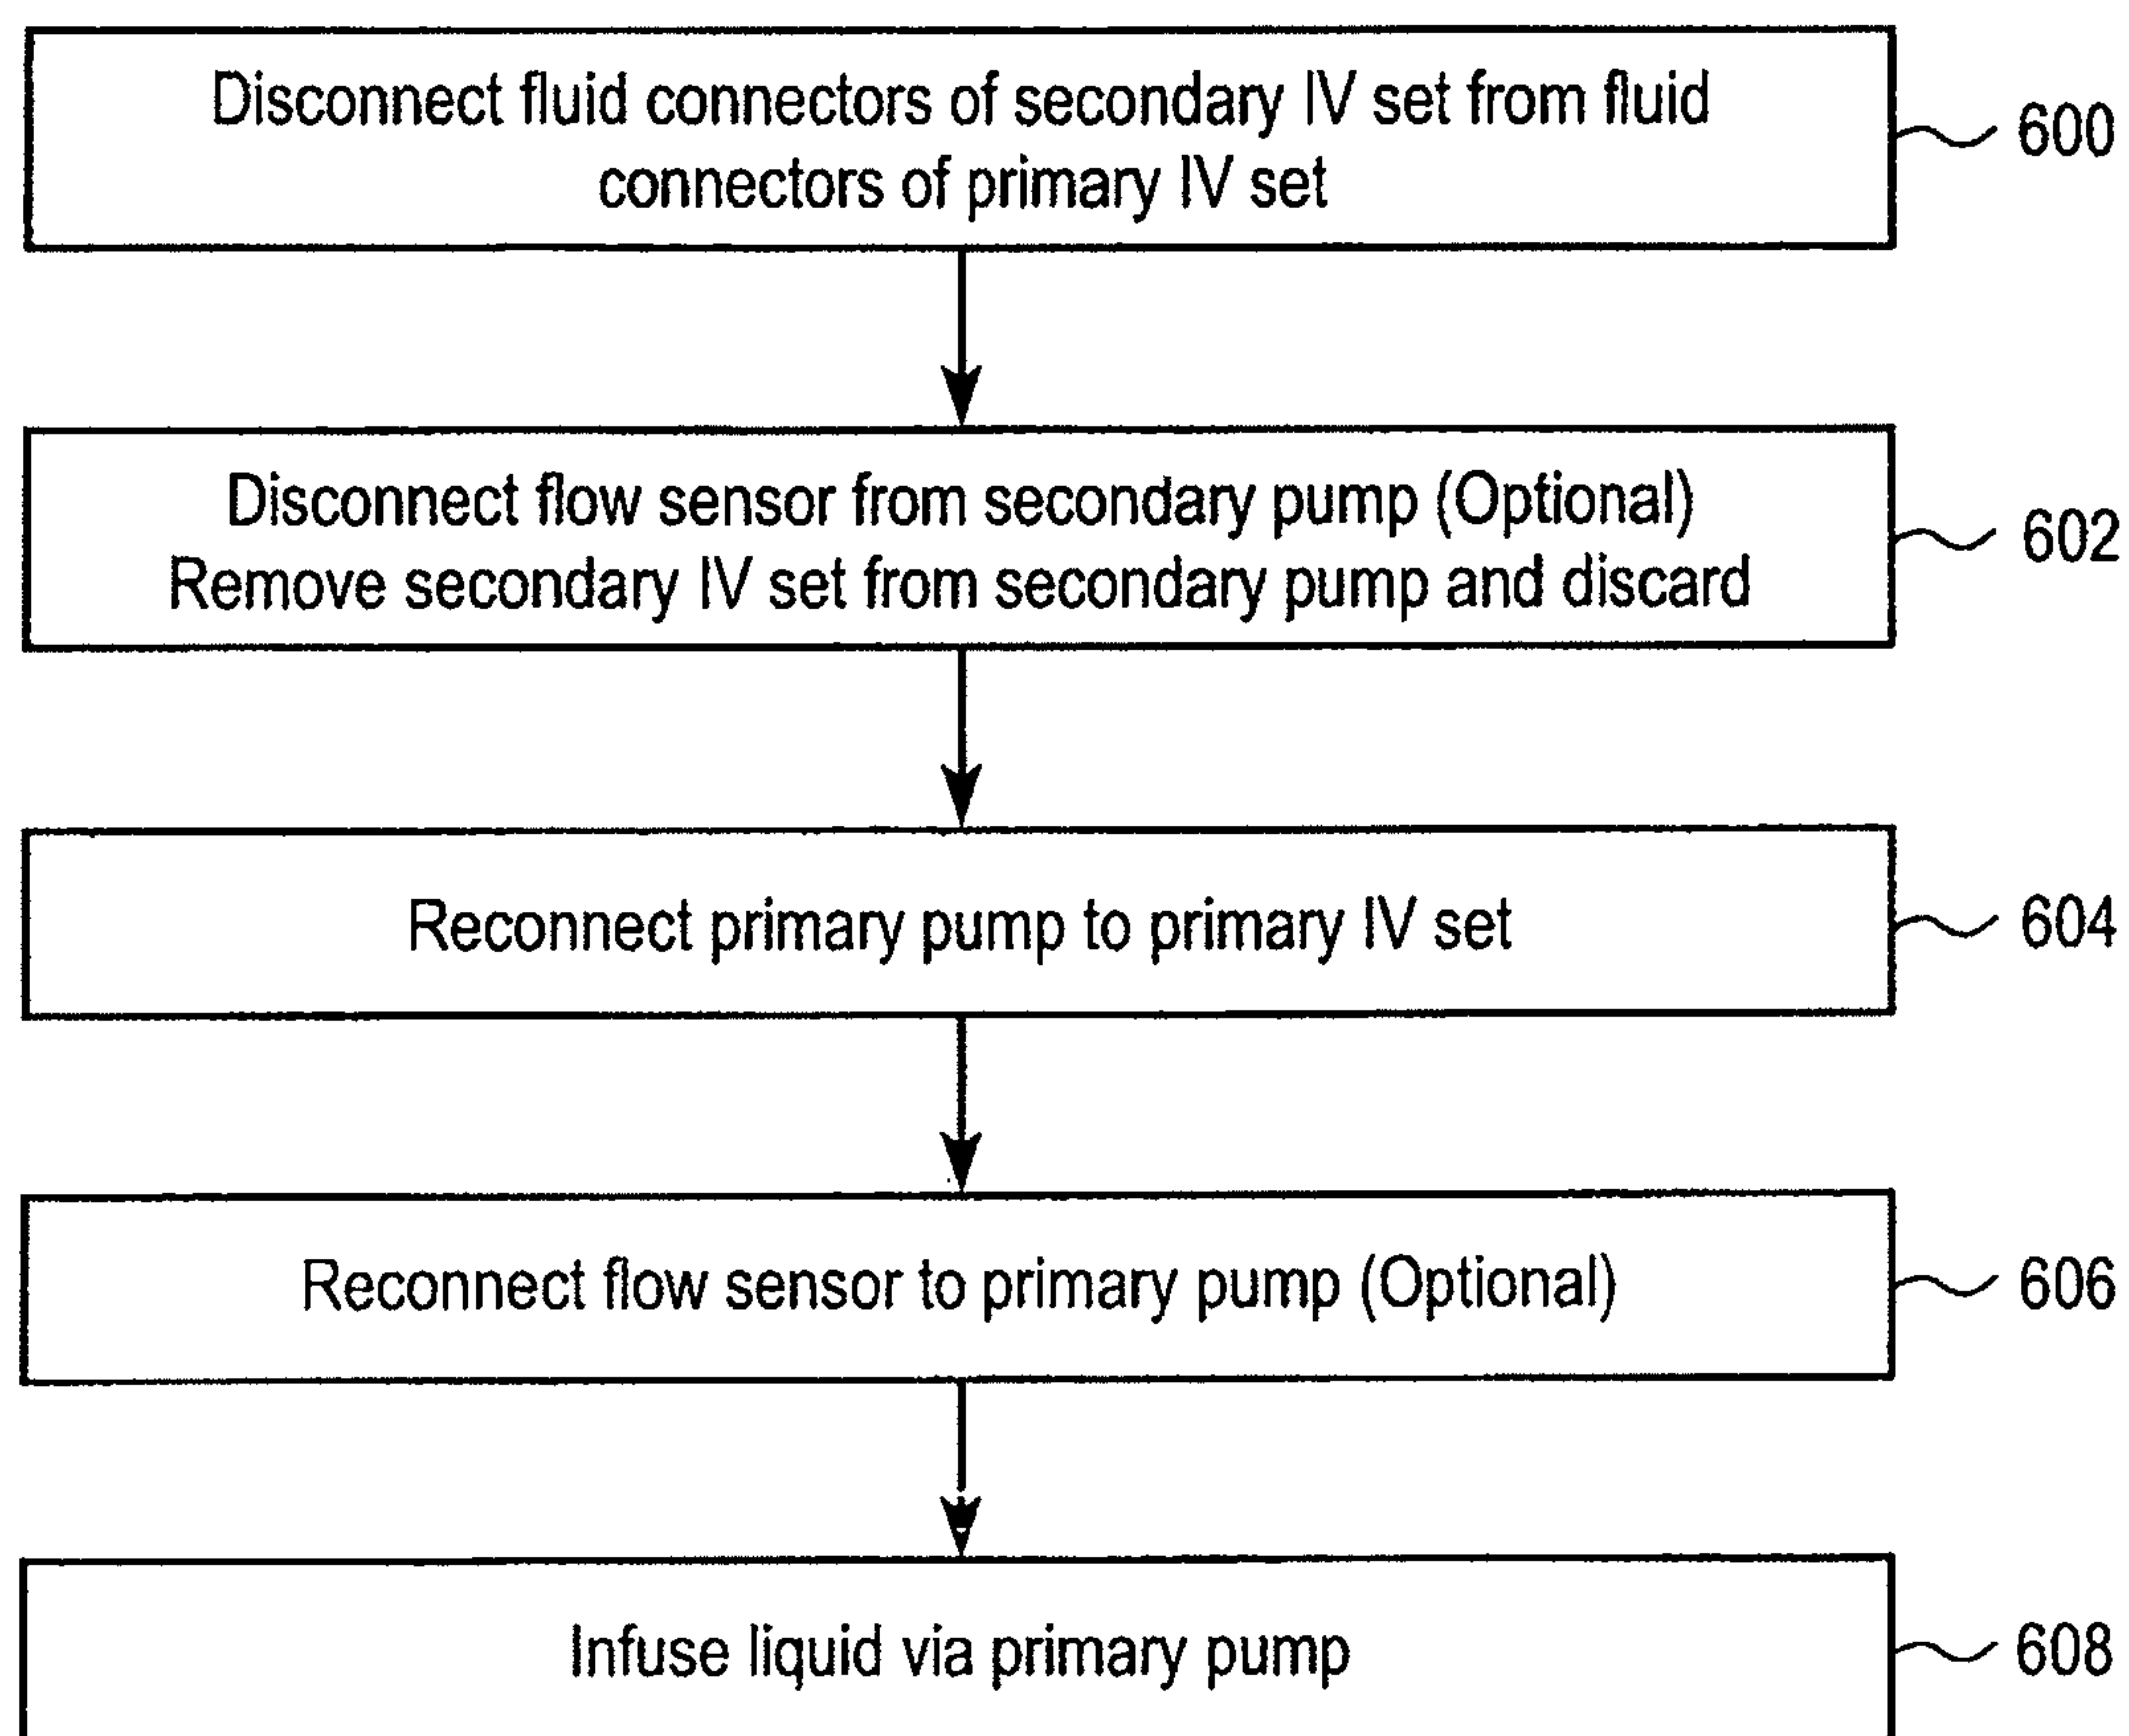 Disconnect fluid connectors of secondary IV set from fluid
connectors of primary IV set
600
Disconnect flow sensor from secondary pump (Optional)
Remove secondary IV set from secondary pump and discard
602
Reconnect primary pump to primary IV set
604
Reconnect flow sensor to primary pump (Optional)
606
Infuse liquid via primary pump
608